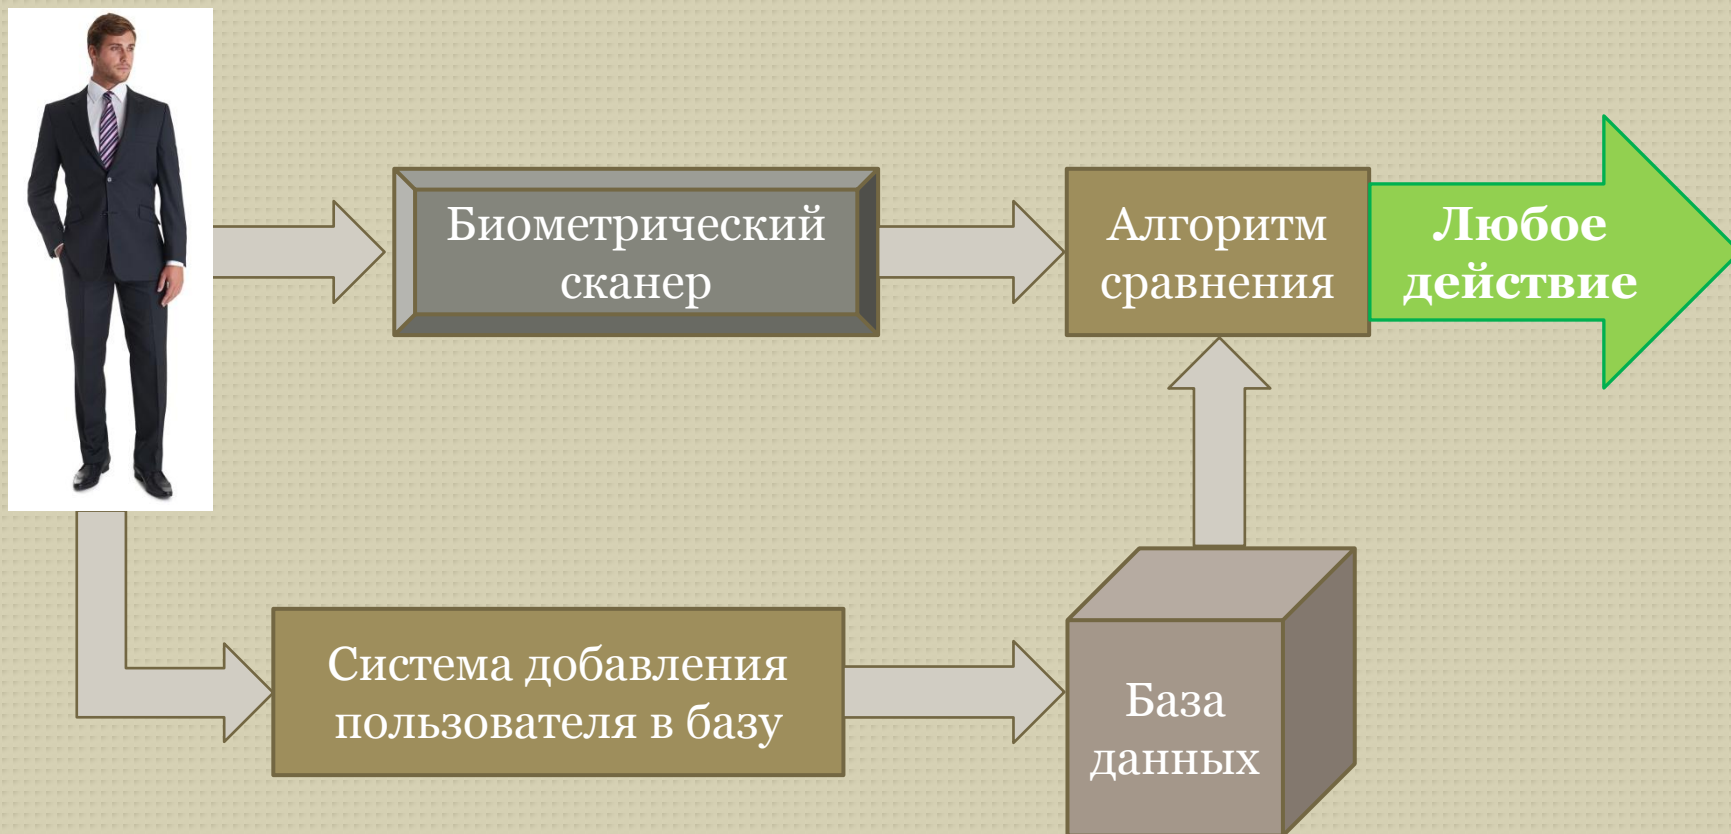 Биометрический
сканер
Алгоритм
сравнения
Любое
действие
Система добавления
пользователя в базу
База
данных